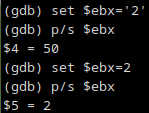 (gdb) set $ebx='2'
(gdb) p/s $ebx
$4 = 50
(gdb) set $ebx=2
(gdb) p/s $ebx
$5 = 2